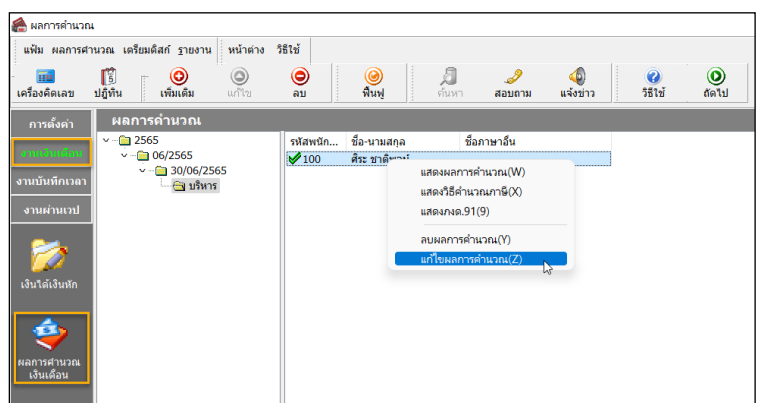 ผลการคำนวณ
แฟ้ม ผลการคำนวณ เตรียมดิสก์ รายงาน หน้าต่าง วิธีใช้
เครื่องคิดเลข ปฏิทิน เพิ่มเติม แก้ไข ลบ ฟื้นฟู ค้นหา สอบถาม แจ้งข่าว วิธีใช้ ถัดไป
การตั้งค่า
งานเงินเดือน
งานบันทึกเวลา
งานผ่านเวป
เงินได้เงินหัก
ผลการคำนวณ
เงินเดือน
ผลการคำนวณ
2565
06/2565
30/06/2565
บริหาร
รหัสพนัก... ชื่อ-นามสกุล ชื่อภาษาอื่น
100 ศิระ
แสดงผลการคำนวณ(W)
แสดงวิธีคำนวณภาษี(X)
แสดงภงด.91(9)
ลบผลการคำนวณ(Y)
แก้ไขผลการคำนวณ(Z)